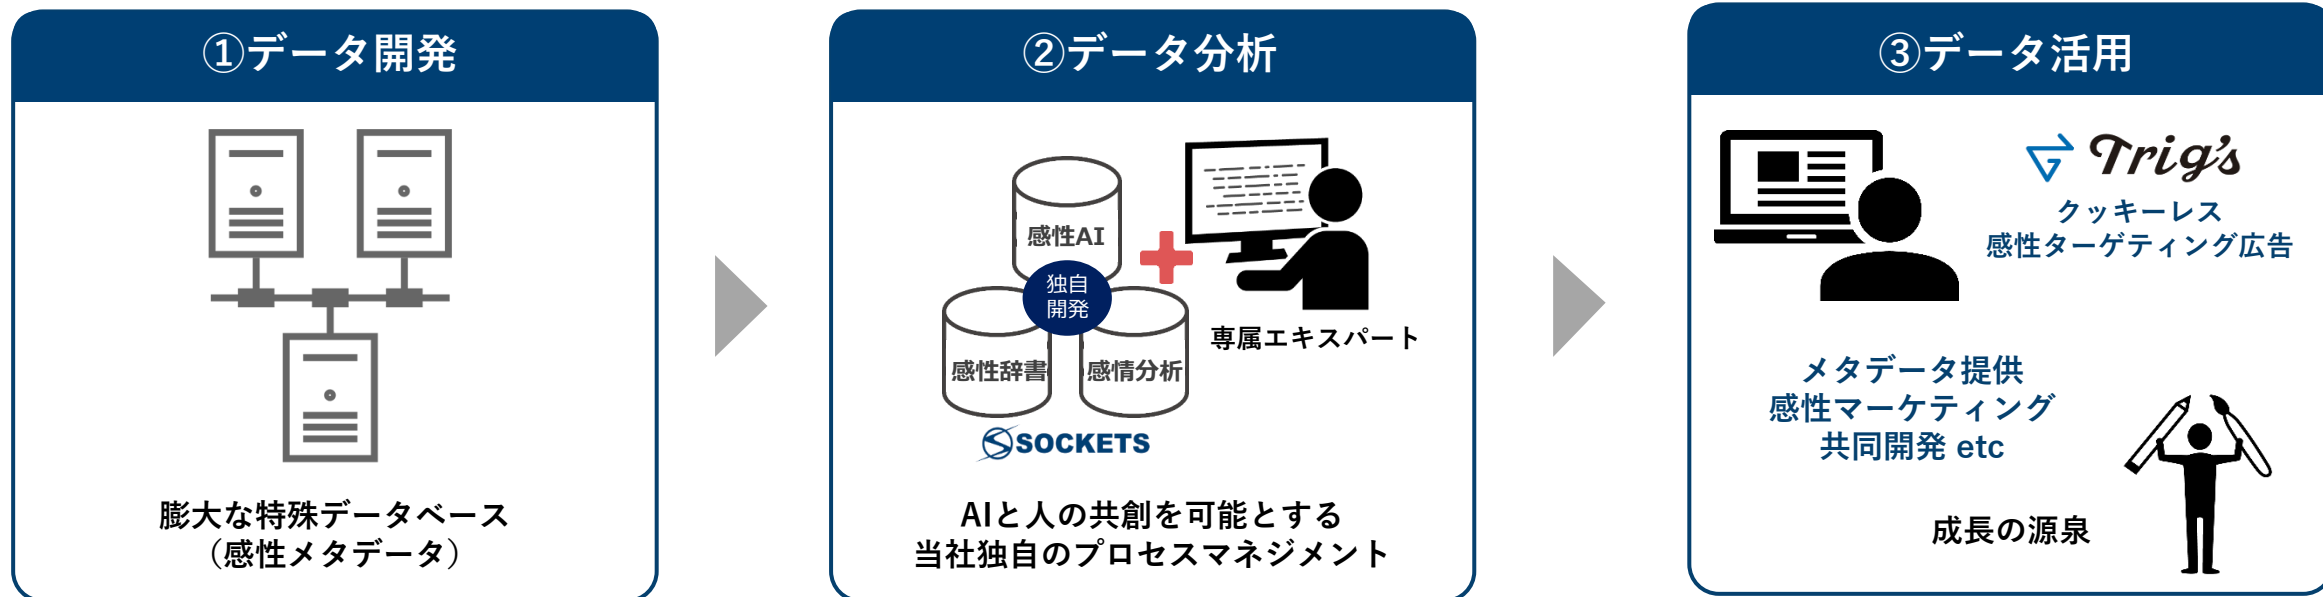 ①データ開発
膨大な特殊データベース
（感性メタデータ）
②データ分析
感性AI
独自
開発
感性辞書
感情分析
SOCKETS
専属エキスパート
AIと人の共創を可能とする
当社独自のプロセスマネジメント
③データ活用
Trig's
クッキーレス
感性ターゲティング広告
メタデータ提供
感性マーケティング
共同開発 etc
成長の源泉